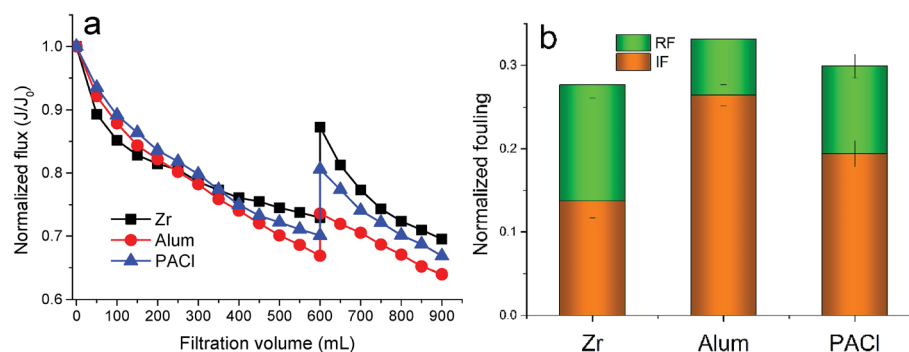 a
Normalized flux (J/J₀)
1.0
0.9
0.8
0.7
0.6
Zr
Alum
PACl
0 100 200 300 400 500 600 700 800 900
Filtration volume (mL)
b
Normalized fouling
0.3
0.2
0.1
0.0
RF
IF
Zr Alum PACl